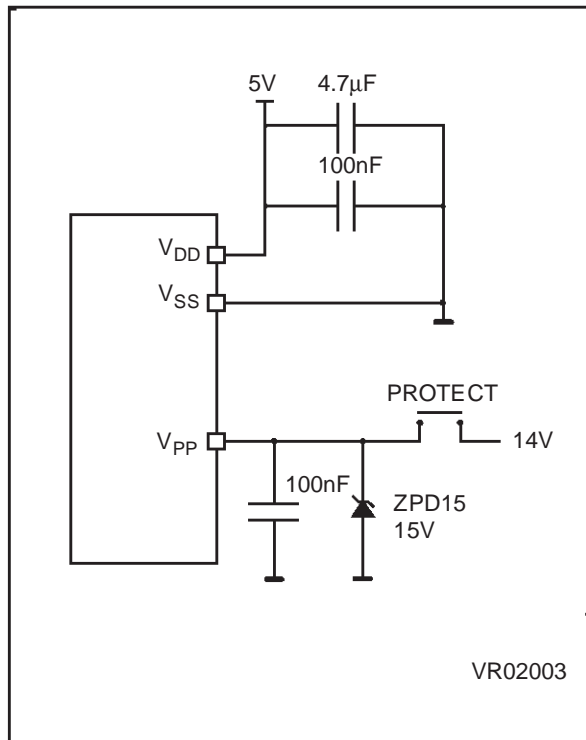 5V 4.7µF
100nF
VDD
VSS
PROTECT
VPP 14V
100nF ZPD15
15V
VR02003